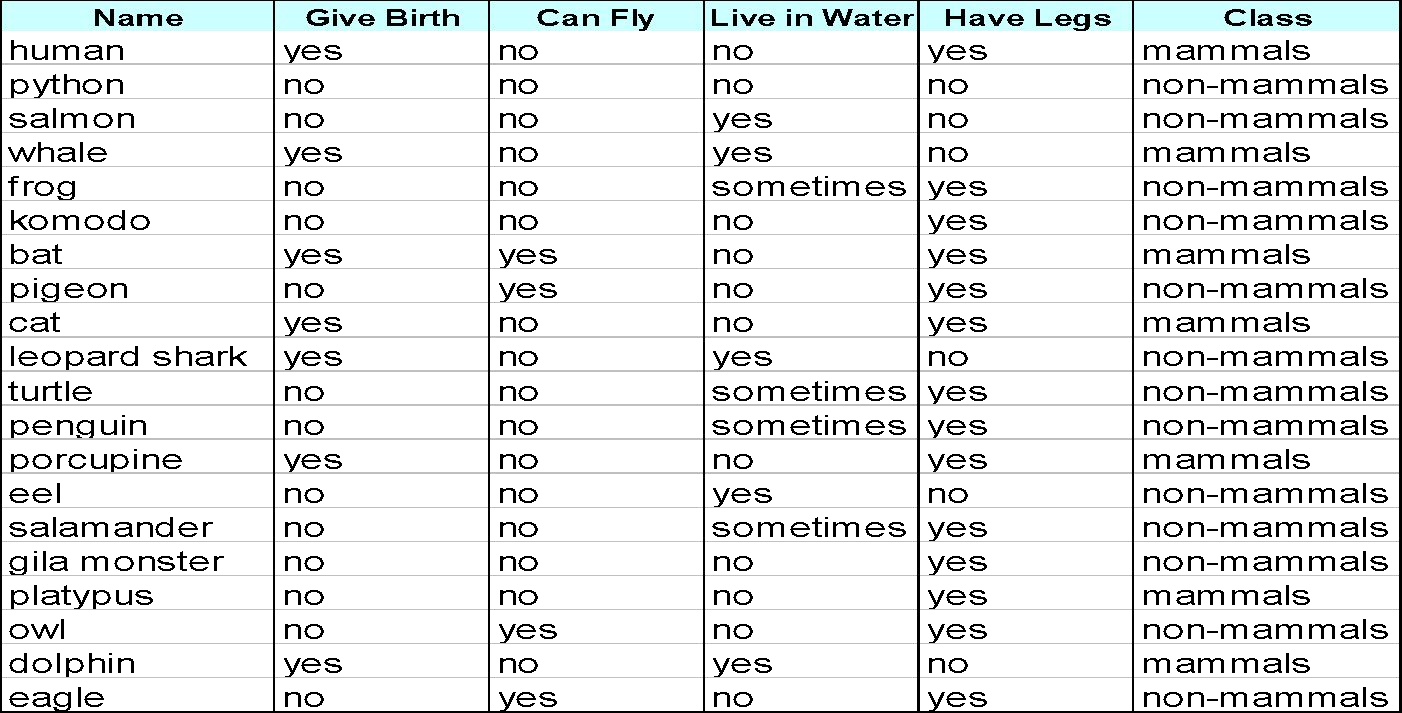 Name Give Birth Can Fly Live in Water Have Legs Class
human yes no no yes mammals
python no no no no non-mammals
salmon no no yes no non-mammals
whale yes no yes no mammals
frog no no sometimes yes non-mammals
komodo no no no yes non-mammals
bat yes yes no yes mammals
pigeon no yes no yes non-mammals
cat yes no no yes mammals
leopard shark yes no yes no non-mammals
turtle no no sometimes yes non-mammals
penguin no no sometimes yes non-mammals
porcupine yes no no yes mammals
eel no no yes no non-mammals
salamander no no sometimes yes non-mammals
gila monster no no no yes non-mammals
platypus no no no yes mammals
owl no yes no yes non-mammals
dolphin yes no yes no mammals
eagle no yes no yes non-mammals